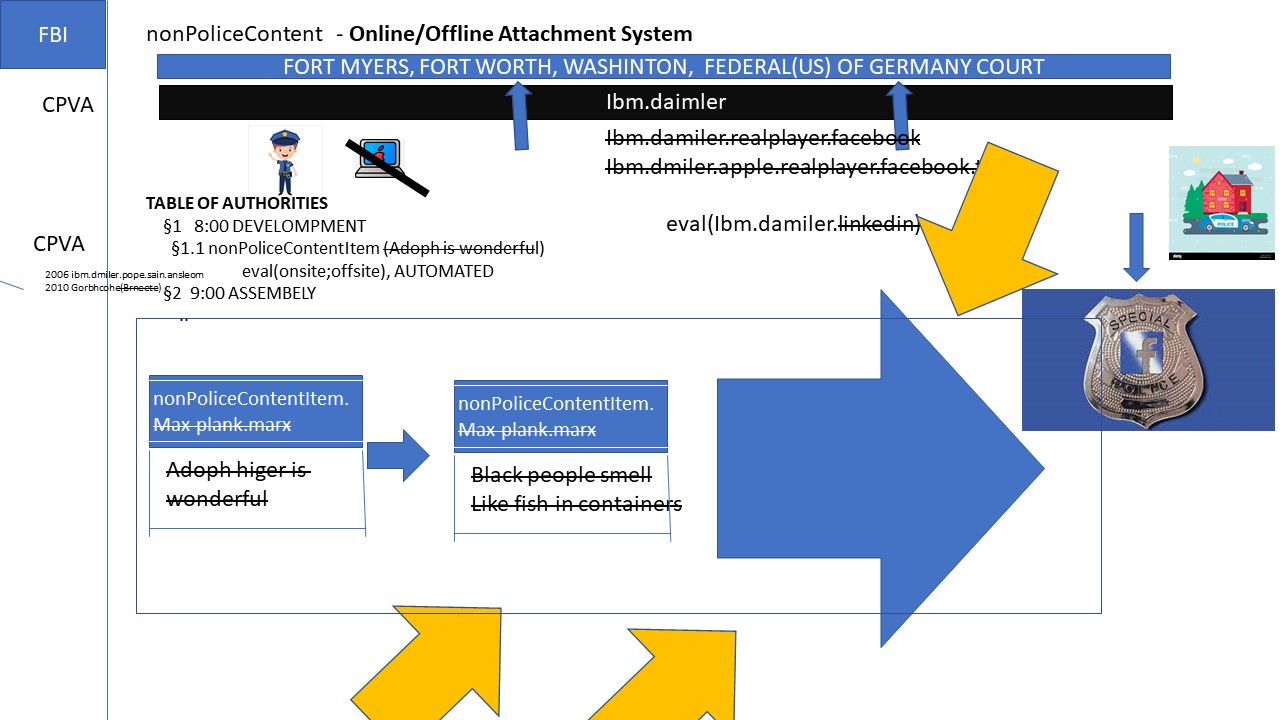 FBI
nonPoliceContent - Online/Offline Attachment System
FORT MYERS, FORT WORTH, WASHINTON, FEDERAL(US) OF GERMANY COURT
CPVA
Ibm.daimler
Ibm.damiler.realplayer.facebook
Ibm.dmiler.apple.realplayer.facebook.
TABLE OF AUTHORITIES
§1 8:00 DEVELOMPMENT
eval(Ibm.damiler.linkedin)
CPVA
§1.1 nonPoliceContentItem (Adoph is wonderful)
eval(onsite;offsite), AUTOMATED
2006 ibm.dmiler.pope.sain.ansleom
2010 Gorbhcohe(Brnecte)
§2 9:00 ASSEMBELY
..
POLICE
SPECIAL
f
POLICE
nonPoliceContentItem.
Max plank.marx
Adoph higer is
wonderful
nonPoliceContentItem.
Max plank.marx
Black people smell
Like fish in containers